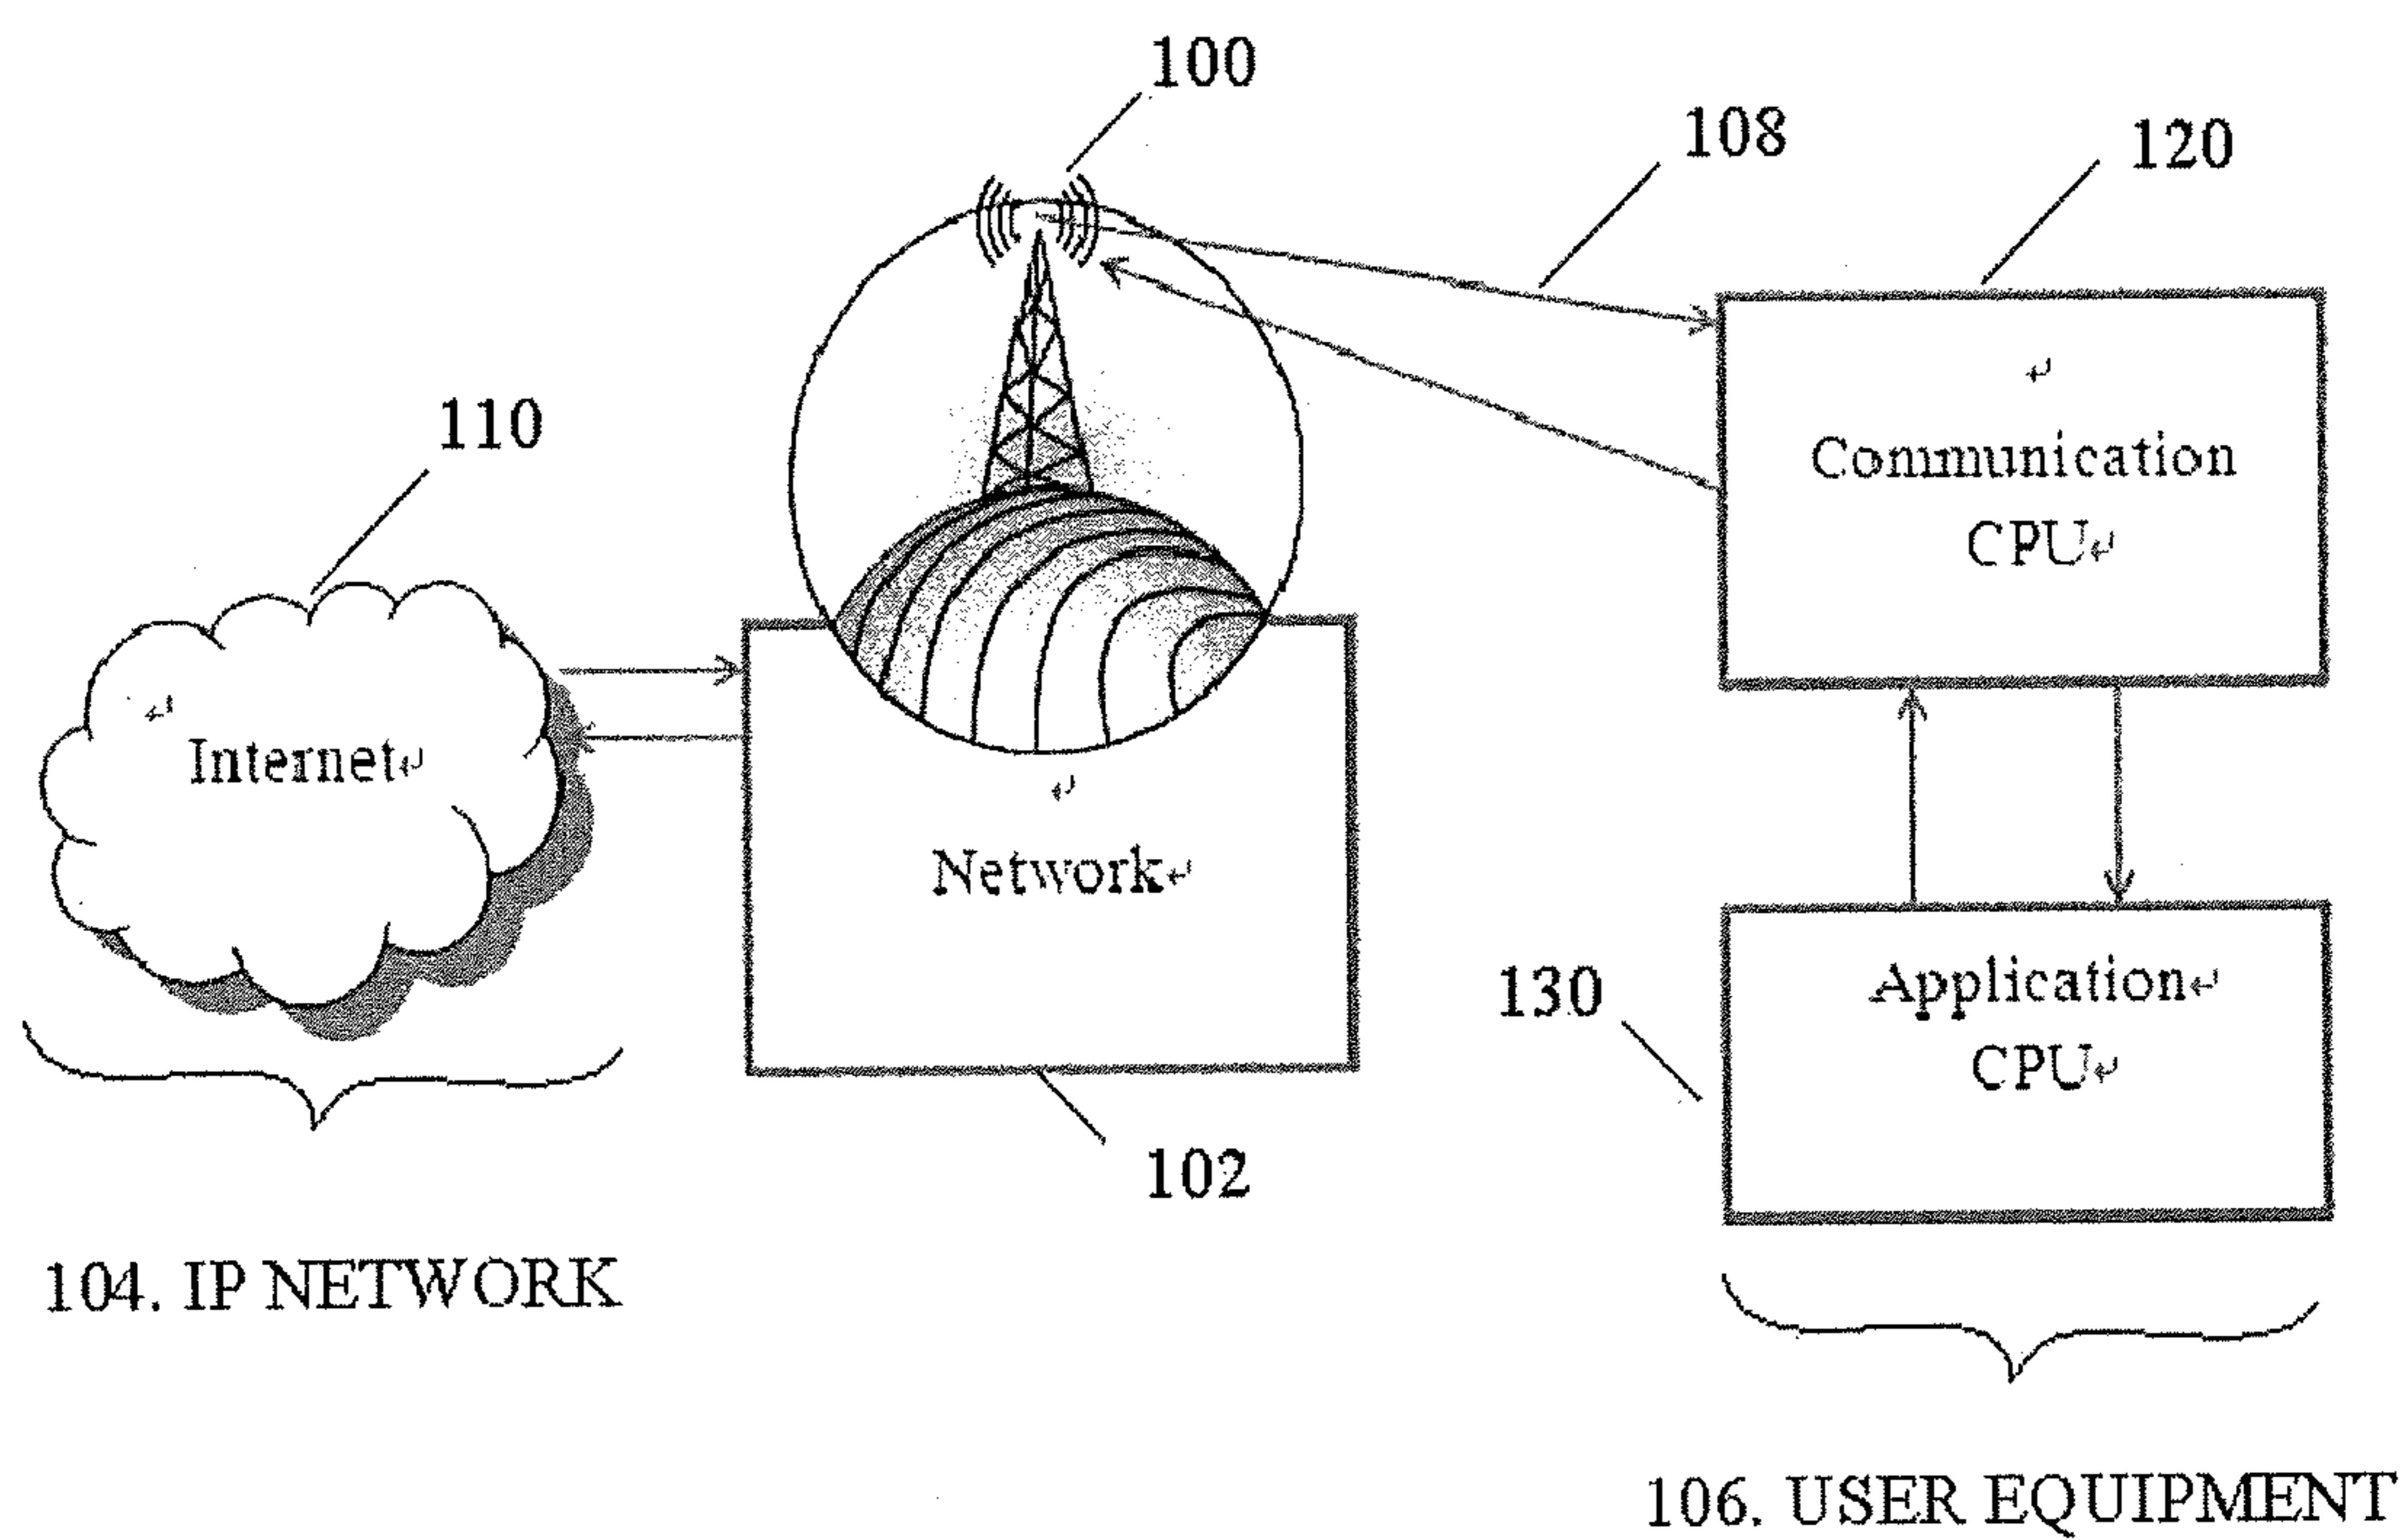 100
108
120
110
Communication
CPU
Internet
Network
Application
CPU
130
102
104. IP NETWORK
106. USER EQUIPMENT